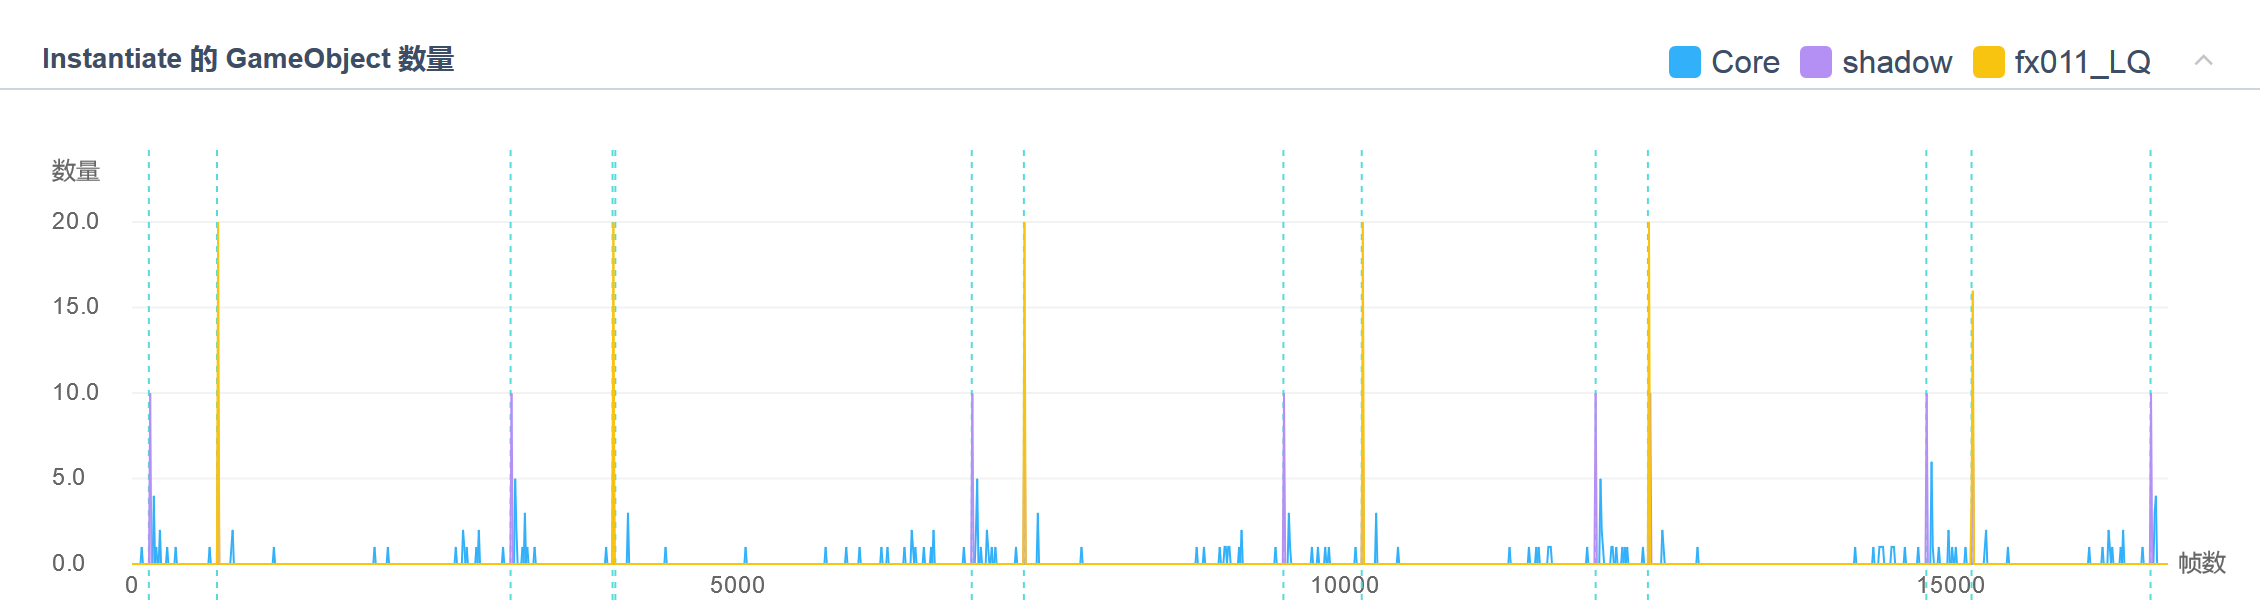 Instantiate 的 GameObject 数量
Core shadow fx011_LQ
数量
20.0
15.0
10.0
5.0
0.0
0 5000 10000 15000 帧数